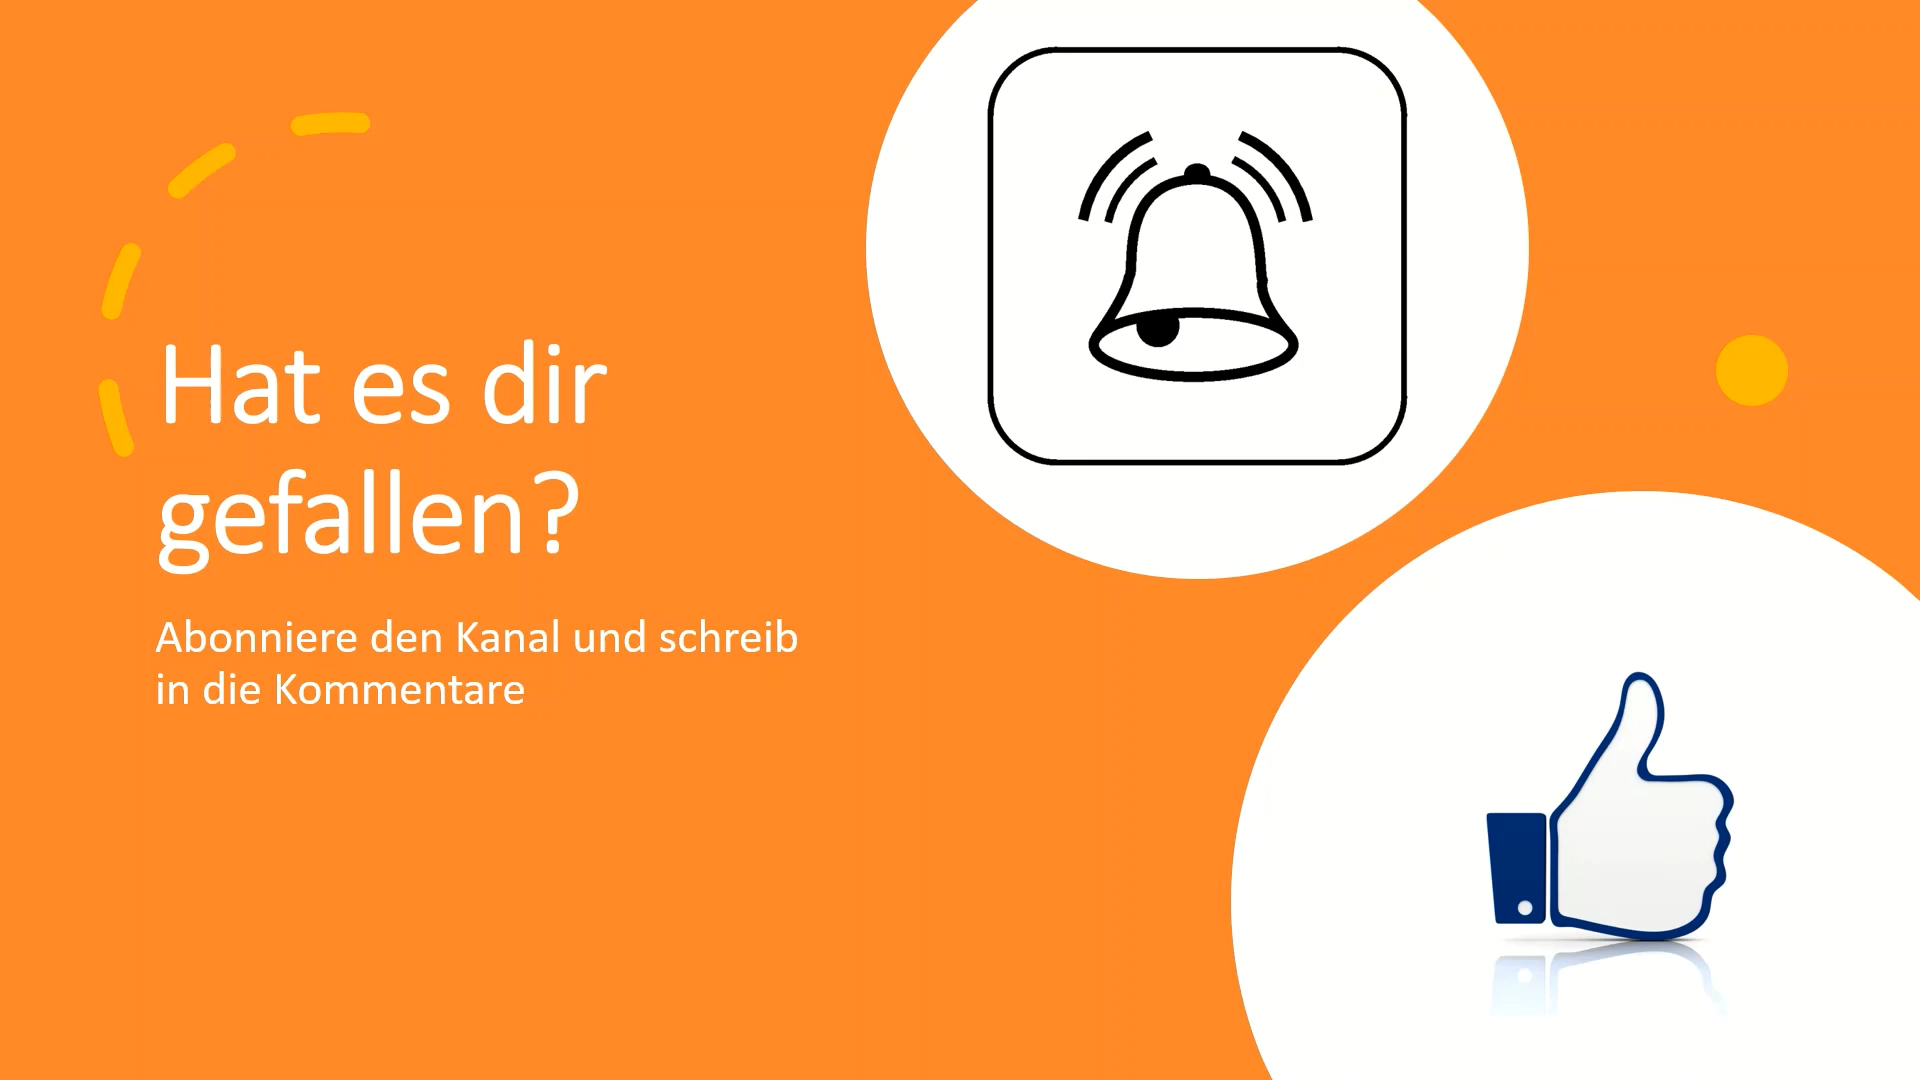 Hat es dir
gefallen?
Abonniere den Kanal und schreib
in die Kommentare